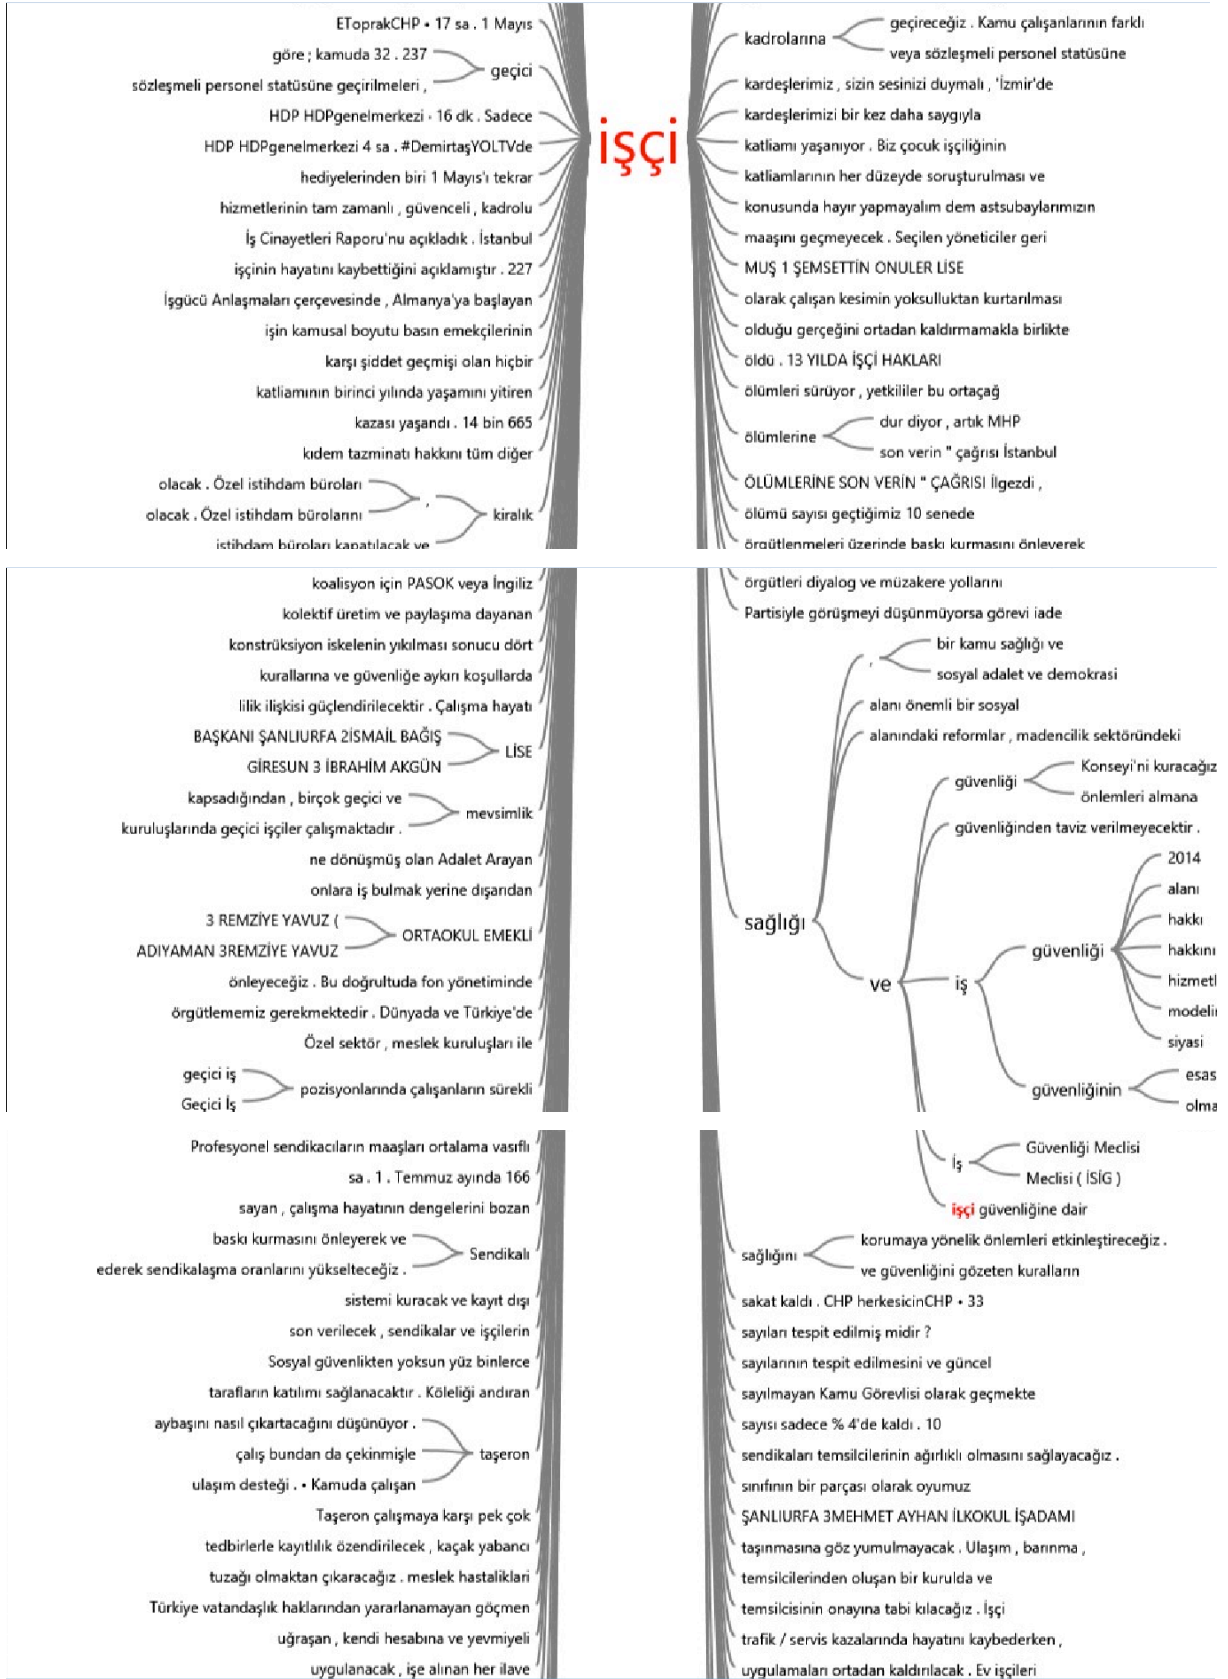 EToprakCHP • 17 sa . 1 Mayıs
göre ; kamuda 32 . 237
sözleşmeli personel statüsüne geçirilmeleri ,
geçici
HDP HDPgenelmerkezi · 16 dk . Sadece
HDP HDPgenelmerkezi 4 sa . #DemirtaşYOLTVde
hediyelerinden biri 1 Mayıs'ı tekrar
hizmetlerinin tam zamanlı , güvenceli , kadrolu
İş Cinayetleri Raporu'nu açıkladık . İstanbul
işçinin hayatını kaybettiğini açıklamıştır . 227
İşgücü Anlaşmaları çerçevesinde , Almanya'ya başlayan
işin kamusal boyutu basın emekçilerinin
karşı şiddet geçmişi olan hiçbir
katliamının birinci yılında yaşamını yitiren
kazası yaşandı . 14 bin 665
kıdem tazminatı hakkını tüm diğer
olacak . Özel istihdam büroları
olacak . Özel istihdam bürolarını
,
istihdam büroları kapatılacak ve
kiralık
işçi
kadrolarına
geçireceğiz . Kamu çalışanlarının farklı
veya sözleşmeli personel statüsüne
kardeşlerimiz , sizin sesinizi duymalı , 'İzmir'de
kardeşlerimizi bir kez daha saygıyla
katliamı yaşanıyor . Biz çocuk işçiliğinin
katliamlarının her düzeyde soruşturulması ve
konusunda hayır yapmayalım dem astsubaylarımızın
maaşını geçmeyecek . Seçilen yöneticiler geri
MUŞ 1 ŞEMSETTİN ONULER LİSE
olarak çalışan kesimin yoksulluktan kurtarılması
olduğu gerçeğini ortadan kaldırmamakla birlikte
öldü . 13 YILDA İŞÇİ HAKLARI
ölümleri sürüyor , yetkililer bu ortaçağ
ölümlerine
dur diyor , artık MHP
son verin " çağrısı İstanbul
ÖLÜMLERİNE SON VERİN " ÇAĞRISI İlgezdi ,
ölümü sayısı geçtiğimiz 10 senede
örgütlenmeleri üzerinde baskı kurmasını önleyerek
koalisyon için PASOK veya İngiliz
kolektif üretim ve paylaşıma dayanan
konstrüksiyon iskelenin yıkılması sonucu dört
kurallarına ve güvenliğe aykırı koşullarda
lilik ilişkisi güçlendirilecektir . Çalışma hayatı
BAŞKANI ŞANLIURFA 2İSMAİL BAĞIŞ
GİRESUN 3 İBRAHİM AKGÜN
LİSE
kapsadığından , birçok geçici ve
kuruluşlarında geçici işçiler çalışmaktadır .
mevsimlik
ne dönüşmüş olan Adalet Arayan
onlara iş bulmak yerine dışarıdan
3 REMZİYE YAVUZ (
ADIYAMAN 3REMZİYE YAVUZ
ORTAOKUL EMEKLİ
önleyeceğiz . Bu doğrultuda fon yönetiminde
örgütlememiz gerekmektedir . Dünyada ve Türkiye'de
Özel sektör , meslek kuruluşları ile
geçici iş
Geçici İş
pozisyonlarında çalışanların sürekli
örgütleri diyalog ve müzakere yollarını
Partisiyle görüşmeyi düşünmüyorsa görevi iade
sağlığı
,
bir kamu sağlığı ve
sosyal adalet ve demokrasi
alanı önemli bir sosyal
alanındaki reformlar , madencilik sektöründeki
ve
güvenliği
Konseyi'ni kuracağız
önlemleri almana
güvenliğinden taviz verilmeyecektir .
iş
güvenliği
2014
alanı
hakkı
hakkını
hizmetl
modelin
siyasi
güvenliğinin
esas
olma
Profesyonel sendikacıların maaşları ortalama vasıflı
sa . 1 . Temmuz ayında 166
sayan , çalışma hayatının dengelerini bozan
baskı kurmasını önleyerek ve
ederek sendikalaşma oranlarını yükselteceğiz .
Sendikalı
sistemi kuracak ve kayıt dışı
son verilecek , sendikalar ve işçilerin
Sosyal güvenlikten yoksun yüz binlerce
tarafların katılımı sağlanacaktır . Köleliği andıran
aybaşını nasıl çıkartacağını düşünüyor .
çalış bundan da çekinmişle
ulaşım desteği . • Kamuda çalışan
taşeron
Taşeron çalışmaya karşı pek çok
tedbirlerle kayıtlılık özendirilecek , kaçak yabancı
tuzağı olmaktan çıkaracağız . meslek hastaliklari
Türkiye vatandaşlık haklarından yararlanamayan göçmen
uğraşan , kendi hesabına ve yevmiyeli
uygulanacak , işe alınan her ilave
İş
Güvenliği Meclisi
Meclisi ( İSİG )
işçi güvenliğine dair
sağlığını
korumaya yönelik önlemleri etkinleştireceğiz .
ve güvenliğini gözeten kuralların
sakat kaldı . CHP herkesicinCHP • 33
sayıları tespit edilmiş midir ?
sayılarının tespit edilmesini ve güncel
sayılmayan Kamu Görevlisi olarak geçmekte
sayısı sadece % 4'de kaldı . 10
sendikaları temsilcilerinin ağırlıklı olmasını sağlayacağız .
sınıfının bir parçası olarak oyumuz
ŞANLIURFA 3MEHMET AYHAN İLKOKUL İŞADAMI
taşınmasına göz yumulmayacak . Ulaşım , barınma ,
temsilcilerinden oluşan bir kurulda ve
temsilcisinin onayına tabi kılacağız . İşçi
trafik / servis kazalarında hayatını kaybederken ,
uygulamaları ortadan kaldırılacak . Ev işçileri